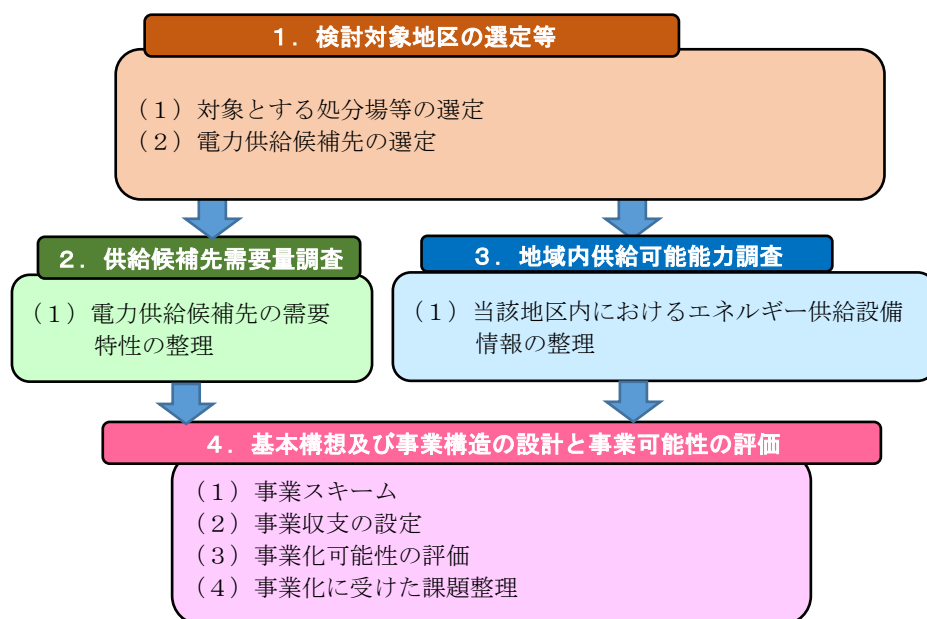 １．検討対象地区の選定等
（１）対象とする処分場等の選定
（２）電力供給候補先の選定
２．供給候補先需要量調査
（１）電力供給候補先の需要
特性の整理
３．地域内供給可能能力調査
（１）当該地区内におけるエネルギー供給設備
情報の整理
４．基本構想及び事業構造の設計と事業可能性の評価
（１）事業スキーム
（２）事業収支の設定
（３）事業化可能性の評価
（４）事業化に受けた課題整理